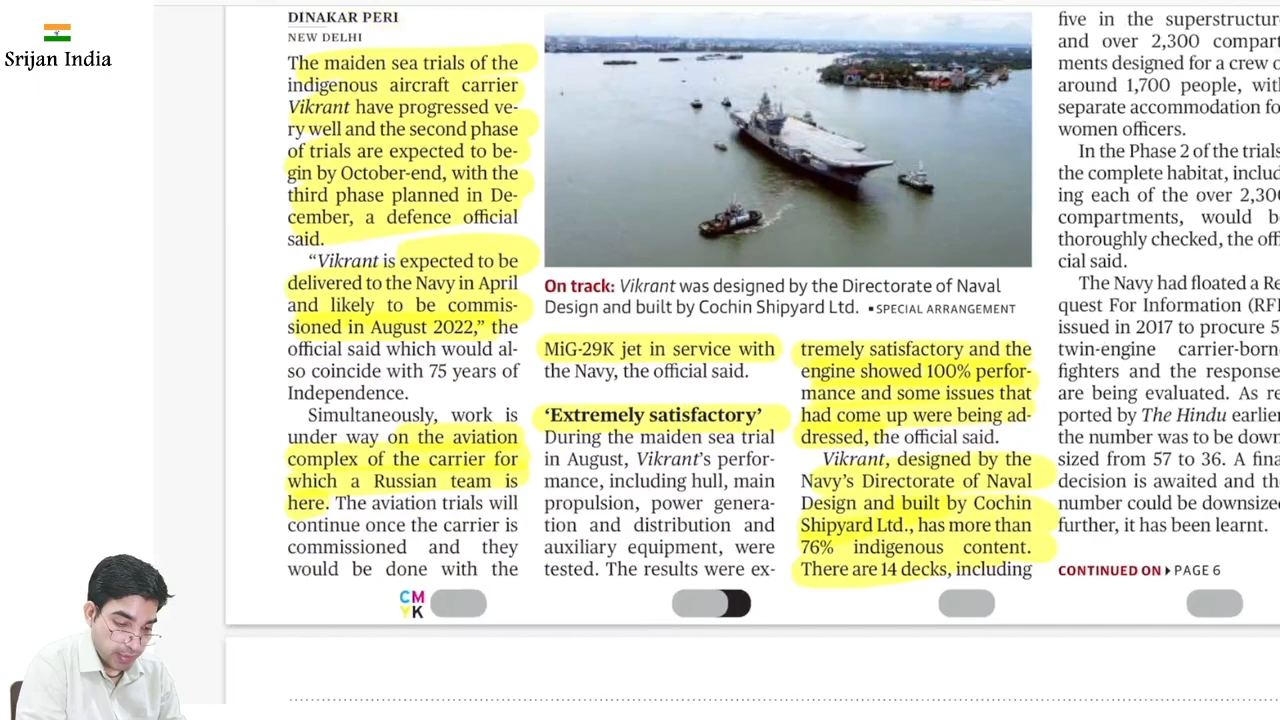 Srijan India
DINAKAR PERI
NEW DELHI
The maiden sea trials of the
indigenous aircraft carrier
Vikrant have progressed ve-
ry well and the second phase
of trials are expected to be-
gin by October-end, with the
third phase planned in De-
cember, a defence official
said.
“Vikrant is expected to be
delivered to the Navy in April
and likely to be commis-
sioned in August 2022,” the
official said which would al-
so coincide with 75 years of
Independence.
Simultaneously, work is
under way on the aviation
complex of the carrier for
which a Russian team is
here. The aviation trials will
continue once the carrier is
commissioned and they
would be done with the
On track: Vikrant was designed by the Directorate of Naval
Design and built by Cochin Shipyard Ltd. ▪SPECIAL ARRANGEMENT
MiG-29K jet in service with
the Navy, the official said.
‘Extremely satisfactory’
During the maiden sea trial
in August, Vikrant’s perfor-
mance, including hull, main
propulsion, power genera-
tion and distribution and
auxiliary equipment, were
tested. The results were ex-
tremely satisfactory and the
engine showed 100% perfor-
mance and some issues that
had come up were being ad-
dressed, the official said.
Vikrant, designed by the
Navy’s Directorate of Naval
Design and built by Cochin
Shipyard Ltd., has more than
76% indigenous content.
There are 14 decks, including
five in the superstructur
and over 2,300 compart
ments designed for a crew o
around 1,700 people, with
separate accommodation fo
women officers.
In the Phase 2 of the trials
the complete habitat, includ
ing each of the over 2,300
compartments, would be
thoroughly checked, the offi
cial said.
The Navy had floated a Re
quest For Information (RFI
issued in 2017 to procure 5
twin-engine carrier-born
fighters and the response
are being evaluated. As re
ported by The Hindu earlier
the number was to be down
sized from 57 to 36. A fina
decision is awaited and the
number could be downsize
further, it has been learnt.
CONTINUED ON ▸ PAGE 6
CM
YK